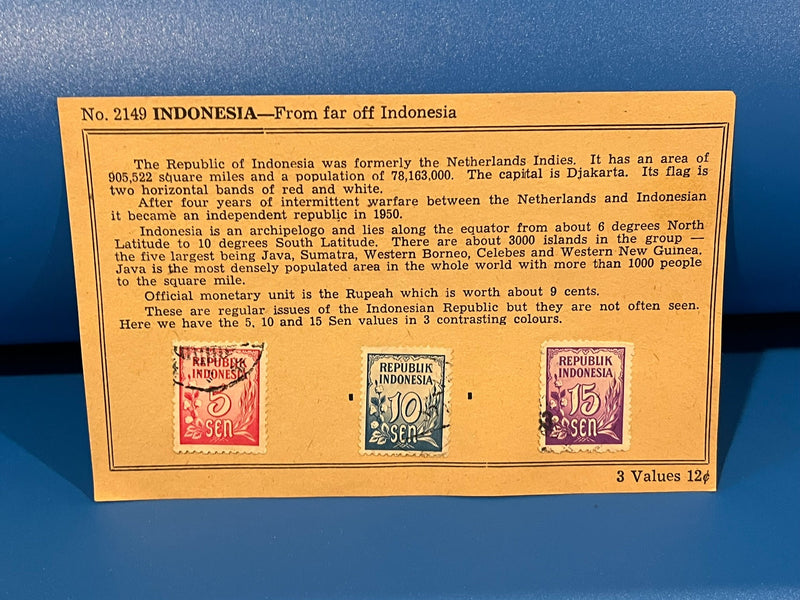 No. 2149 INDONESIA—From far off Indonesia
The Republic of Indonesia was formerly the Netherlands Indies. It has an area of
905,522 square miles and a population of 78,163,000. The capital is Djakarta. Its flag is
two horizontal bands of red and white.
After four years of intermittent warfare between the Netherlands and Indonesian
it became an independent republic in 1950.
Indonesia is an archipelogo and lies along the equator from about 6 degrees North
Latitude to 10 degrees South Latitude. There are about 3000 islands in the group —
the five largest being Java, Sumatra, Western Borneo, Celebes and Western New Guinea.
Java is the most densely populated area in the whole world with more than 1000 people
to the square mile.
Official monetary unit is the Rupeah which is worth about 9 cents.
These are regular issues of the Indonesian Republic but they are not often seen.
Here we have the 5, 10 and 15 Sen values in 3 contrasting colours.
REPUBLIK
INDONESIA
5
SEN
REPUBLIK
INDONESIA
10
SEN
REPUBLIK
INDONESIA
15
SEN
3 Values 12¢